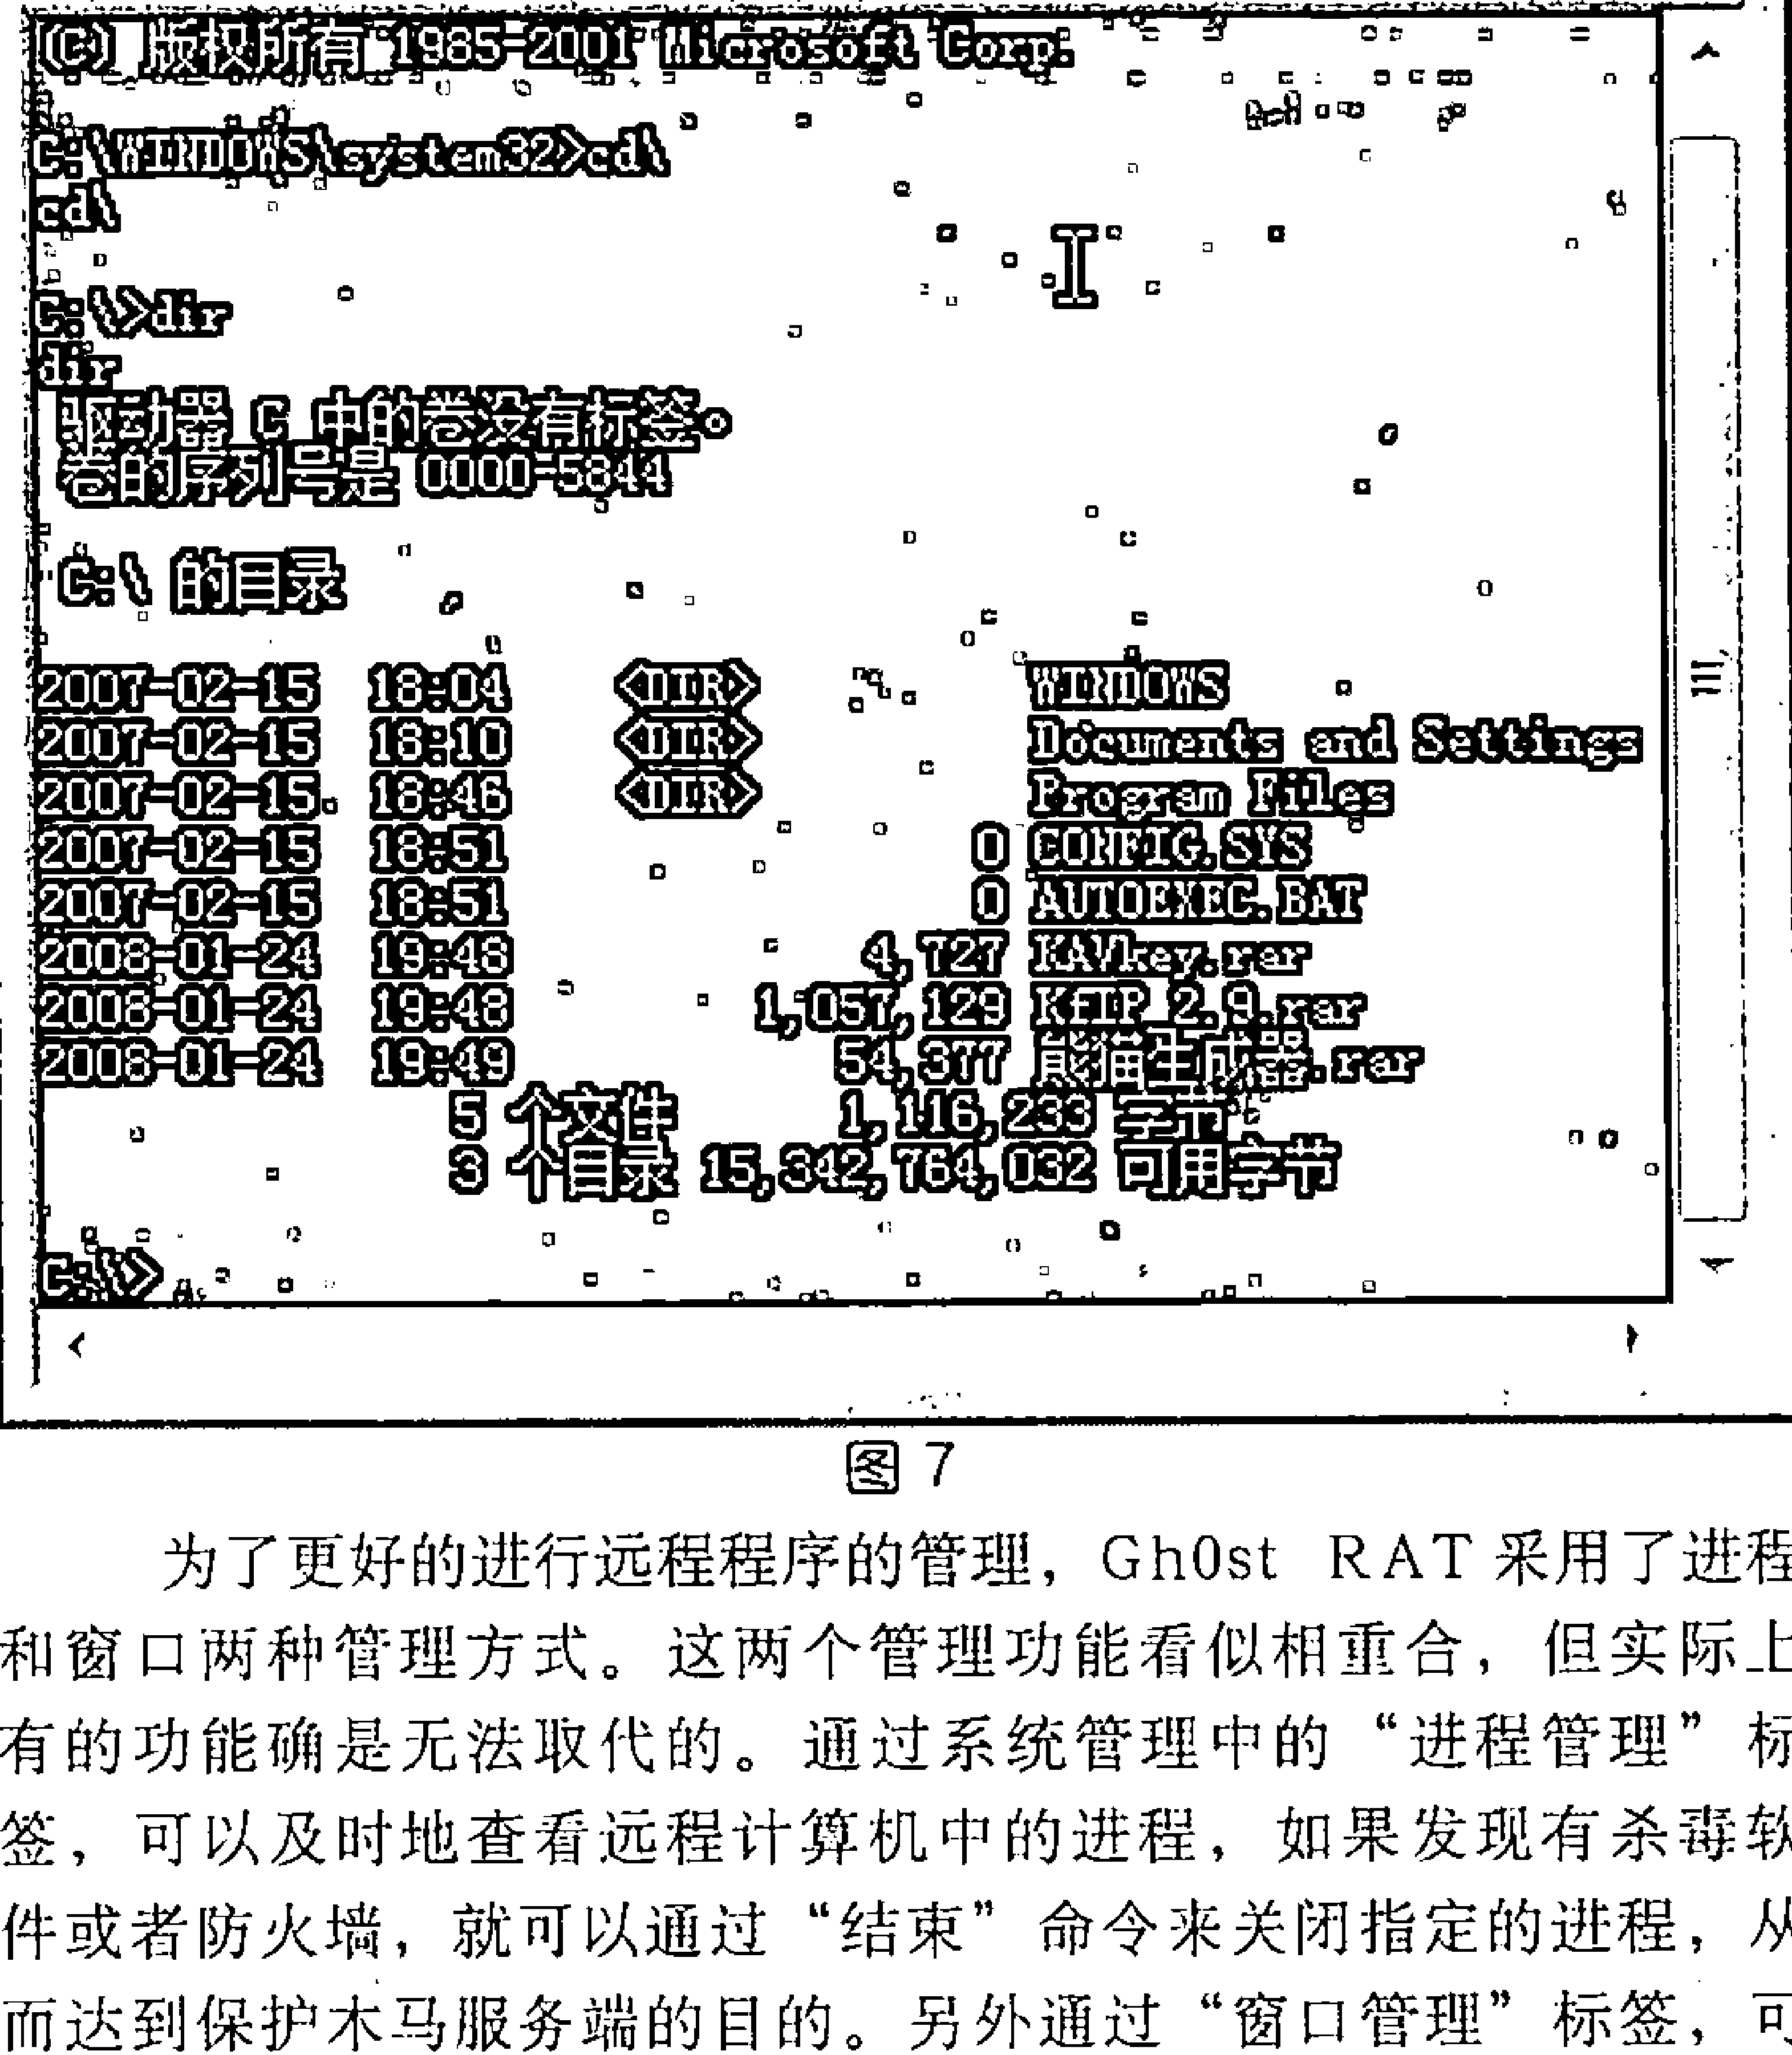 (C) 版权所有 1985-2001 Microsoft Corp.
C:\WINDOWS\system32>cd\
cd\
C:\>dir
dir
驱动器 C 中的卷没有标签。
卷的序列号是 0000-5844
C:\ 的目录
2007-02-15 18:04 <DIR> WINDOWS
2007-02-15 18:10 <DIR> Documents and Settings
2007-02-15 18:46 <DIR> Program Files
2007-02-15 18:51 0 CONFIG.SYS
2007-02-15 18:51 0 AUTOEXEC.BAT
2008-01-24 19:48 4,727 KAVkey.rar
2008-01-24 19:48 1,057,129 KFTP 2.9.rar
2008-01-24 19:49 54,377 熊猫生成器.rar
5 个文件 1,116,233 字节
3 个目录 15,342,764,032 可用字节
C:\>
图 7
为了更好的进行远程程序的管理，Gh0st RAT 采用了进程
和窗口两种管理方式。这两个管理功能看似相重合，但实际上
有的功能确是无法取代的。通过系统管理中的“进程管理”标
签，可以及时地查看远程计算机中的进程，如果发现有杀毒软
件或者防火墙，就可以通过“结束”命令来关闭指定的进程，从
而达到保护木马服务端的目的。另外通过“窗口管理”标签，可